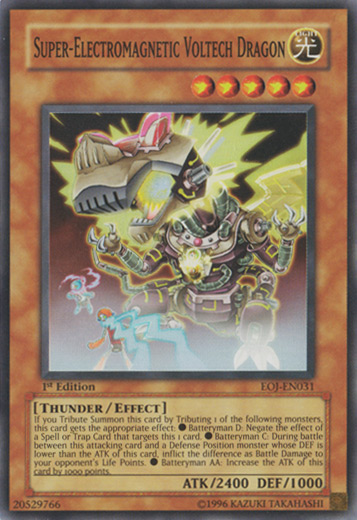 SUPER-ELECTROMAGNETIC VOLTECH DRAGON
LIGHT
光
1st Edition
EOJ-EN031
[THUNDER/EFFECT]
If you Tribute Summon this card by Tributing 1 of the following monsters,
this card gets the appropriate effect: ● Batteryman D: Negate the effect of
a Spell or Trap Card that targets this 1 card. ● Batteryman C: During battle
between this attacking card and a Defense Position monster whose DEF is
lower than the ATK of this card, inflict the difference as Battle Damage to
your opponent's Life Points. ● Batteryman AA: Increase the ATK of this
card by 1000 points.
ATK/2400 DEF/1000
20529766
©1996 KAZUKI TAKAHASHI